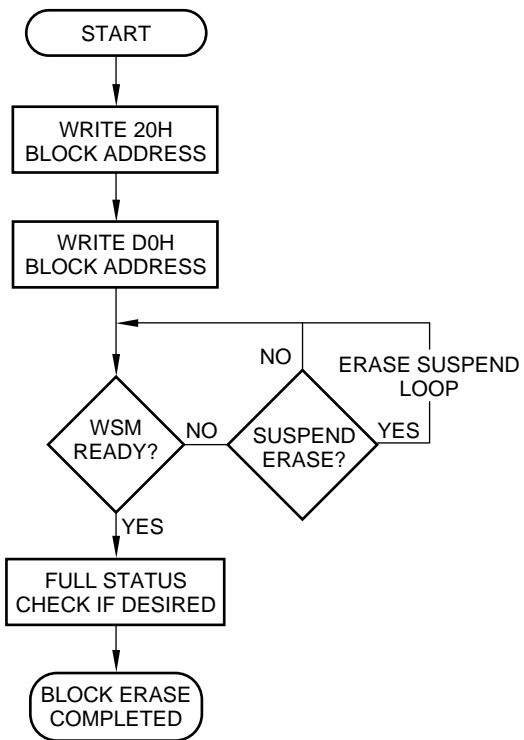 START
WRITE 20H
BLOCK ADDRESS
WRITE D0H
BLOCK ADDRESS
NO
ERASE SUSPEND
LOOP
WSM
READY?
NO
SUSPEND
ERASE?
YES
YES
FULL STATUS
CHECK IF DESIRED
BLOCK ERASE
COMPLETED